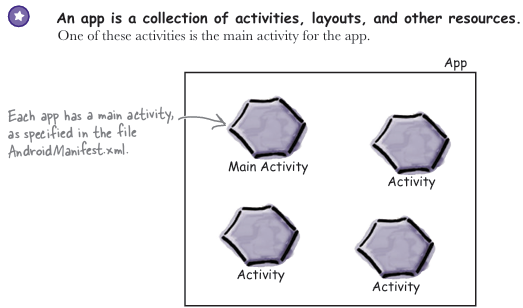 An app is a collection of activities, layouts, and other resources.
One of these activities is the main activity for the app.
App
Each app has a main activity,
as specified in the file
AndroidManifest.xml.
Main Activity
Activity
Activity
Activity